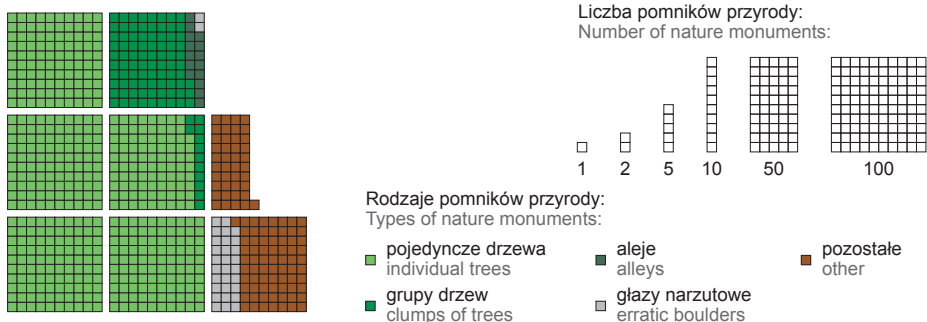 Liczba pomników przyrody:
Number of nature monuments:
1 2 5 10 50 100
Rodzaje pomników przyrody:
Types of nature monuments:
pojedyncze drzewa
individual trees
grupy drzew
clumps of trees
aleje
alleys
głazy narzutowe
erratic boulders
pozostałe
other